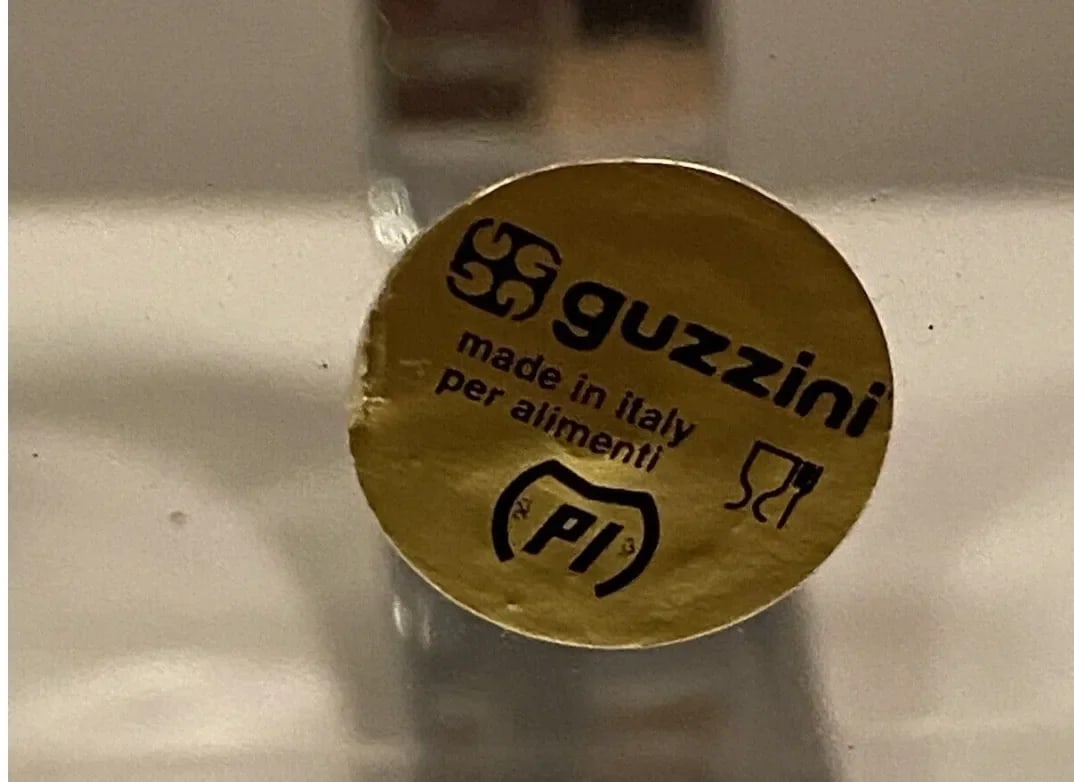 guzzini
made in italy
per alimenti
PI